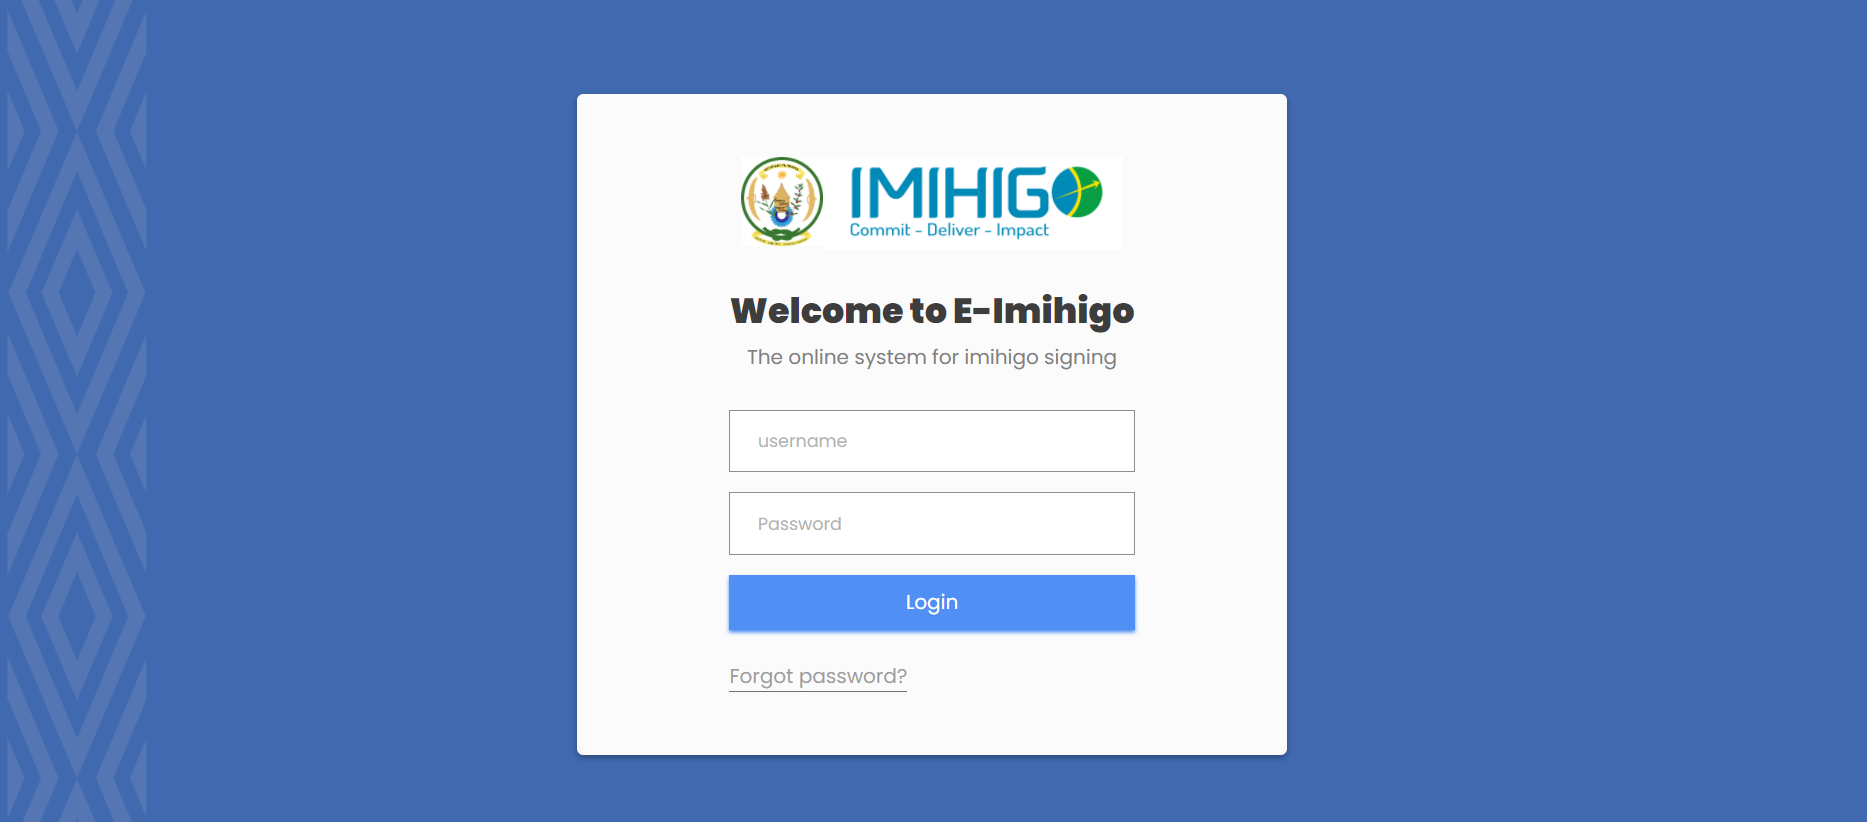 IMIHIGO
Commit - Deliver - Impact
Welcome to E-Imihigo
The online system for imihigo signing
username
Password
Login
Forgot password?